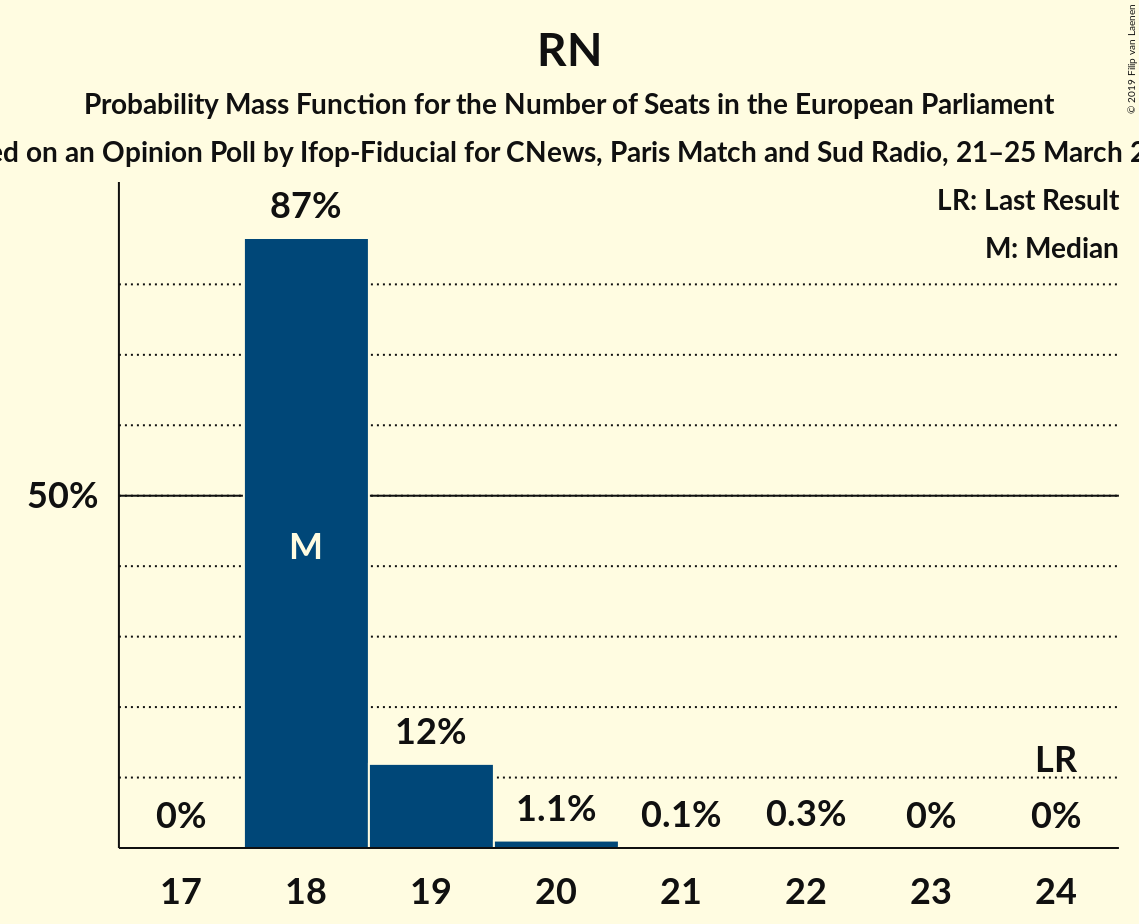 RN
Probability Mass Function for the Number of Seats in the European Parliament
on an Opinion Poll by Ifop-Fiducial for CNews, Paris Match and Sud Radio, 21–25 March
© 2019 Filip van Laenen
LR: Last Result
M: Median
87%
50%
M
12%
LR
0%
1.1%
0.1%
0.3%
0%
0%
17 18 19 20 21 22 23 24